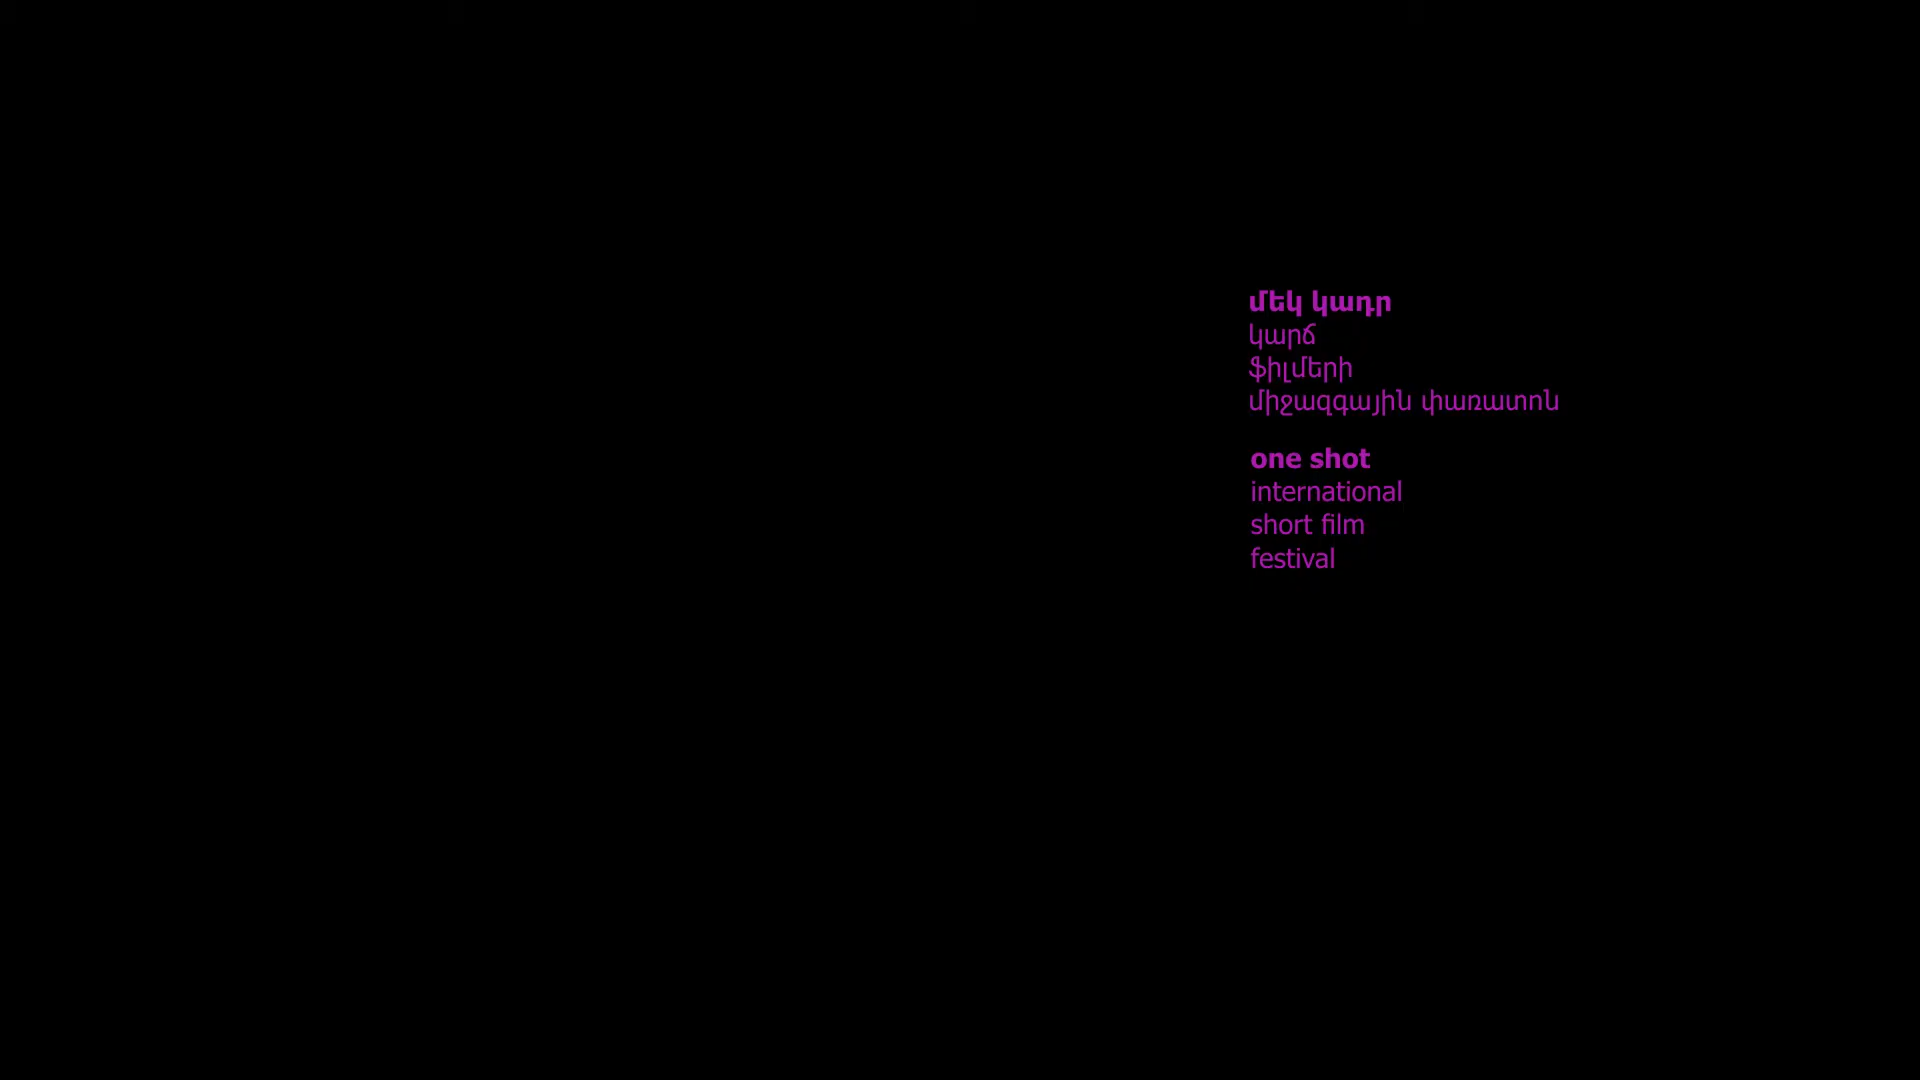 մեկ կադր
կարճ
ֆիլմերի
միջազգային փառատոն
one shot
international
short film
festival